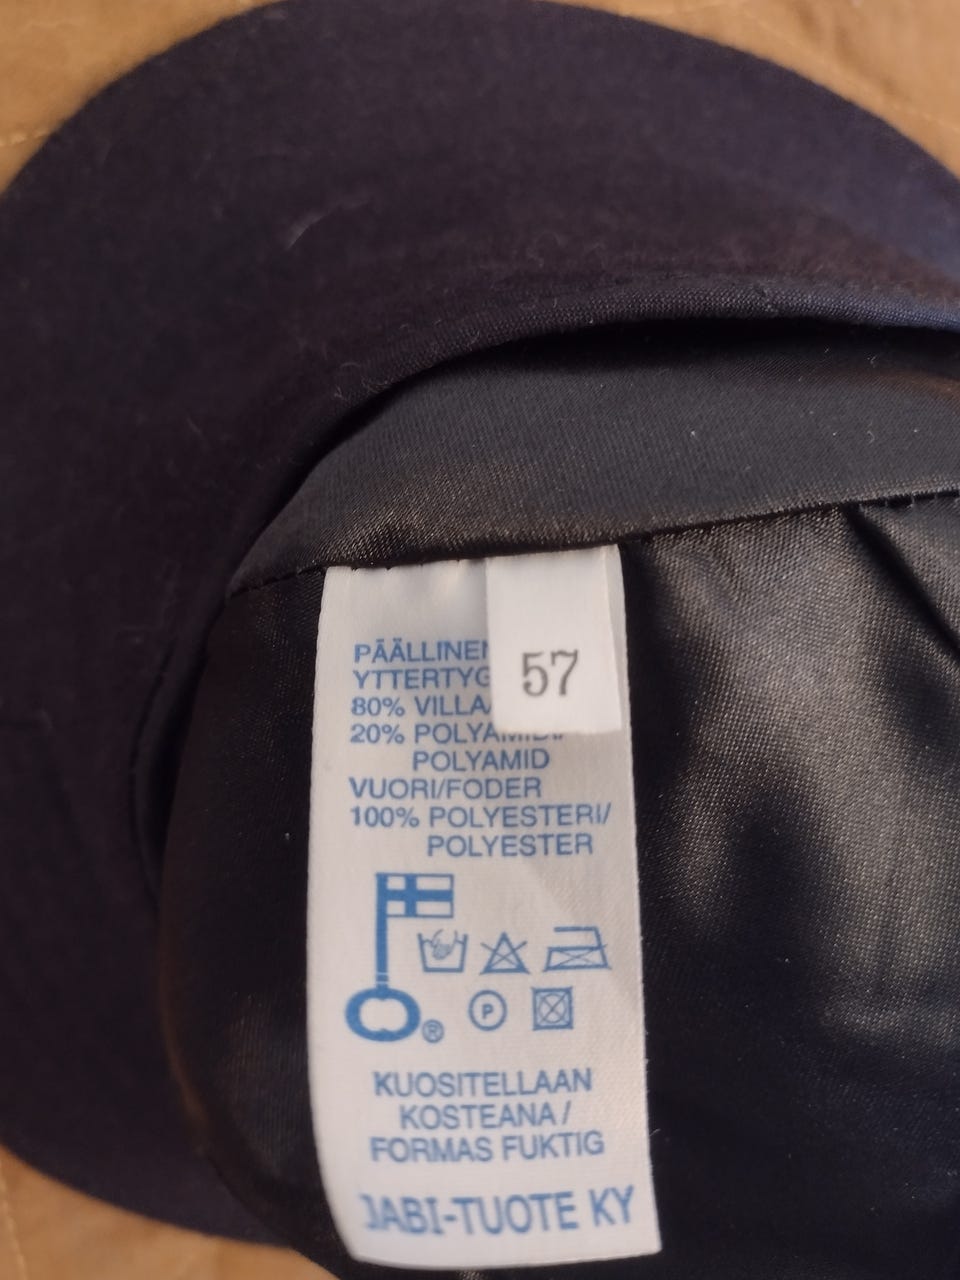 57
PÄÄLLINEN
YTTERTYG
80% VILLA
20% POLYAMIDI/
POLYAMID
VUORI/FODER
100% POLYESTERI/
POLYESTER
®
P
KUOSITELLAAN
KOSTEANA /
FORMAS FUKTIG
JABI-TUOTE KY